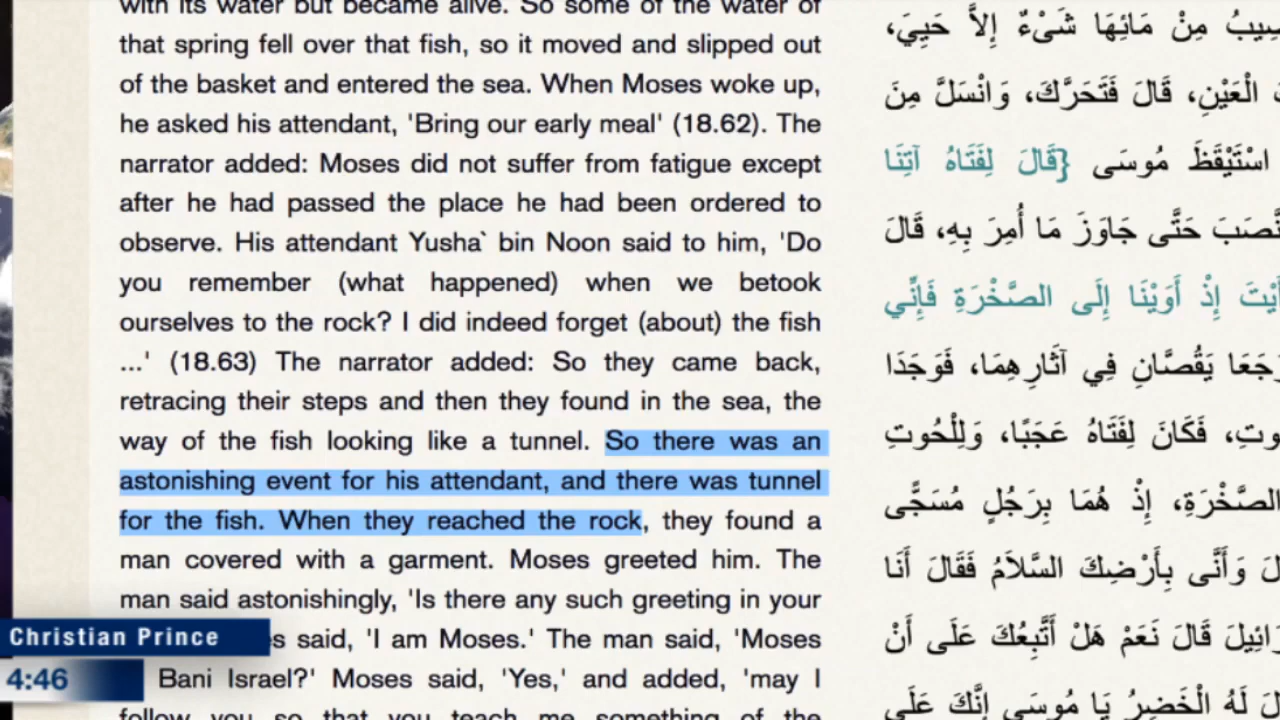 with its water but became alive. So some of the water of
that spring fell over that fish, so it moved and slipped out
of the basket and entered the sea. When Moses woke up,
he asked his attendant, 'Bring our early meal' (18.62). The
narrator added: Moses did not suffer from fatigue except
after he had passed the place he had been ordered to
observe. His attendant Yusha` bin Noon said to him, 'Do
you remember (what happened) when we betook
ourselves to the rock? I did indeed forget (about) the fish
...' (18.63) The narrator added: So they came back,
retracing their steps and then they found in the sea, the
way of the fish looking like a tunnel. So there was an
astonishing event for his attendant, and there was tunnel
for the fish. When they reached the rock, they found a
man covered with a garment. Moses greeted him. The
man said astonishingly, 'Is there any such greeting in your
said, 'I am Moses.' The man said, 'Moses
Bani Israel?' Moses said, 'Yes,' and added, 'may I
follow you so that you teach me something of the
مِنْ مَائِهَا شَىْءٌ إِلاَّ حَيِيَ،
الْعَيْنِ، قَالَ فَتَحَرَّكَ، وَانْسَلَّ مِنَ
اسْتَيْقَظَ مُوسَى {قَالَ لِفَتَاهُ آتِنَا
حَتَّى جَاوَزَ مَا أُمِرَ بِهِ، قَالَ
إِذْ أَوَيْنَا إِلَى الصَّخْرَةِ فَإِنِّي
يَقُصَّانِ فِي آثَارِهِمَا، فَوَجَدَا
فَكَانَ لِفَتَاهُ عَجَبًا، وَلِلْحُوتِ
الصَّخْرَةِ، إِذْ هُمَا بِرَجُلٍ مُسَجًّى
وَأَنَّى بِأَرْضِكَ السَّلاَمُ فَقَالَ أَنَا
قَالَ نَعَمْ هَلْ أَتَّبِعُكَ عَلَى أَنْ
لَهُ الْخَضِرُ يَا مُوسَى إِنَّكَ عَلَى
Christian Prince
4:46